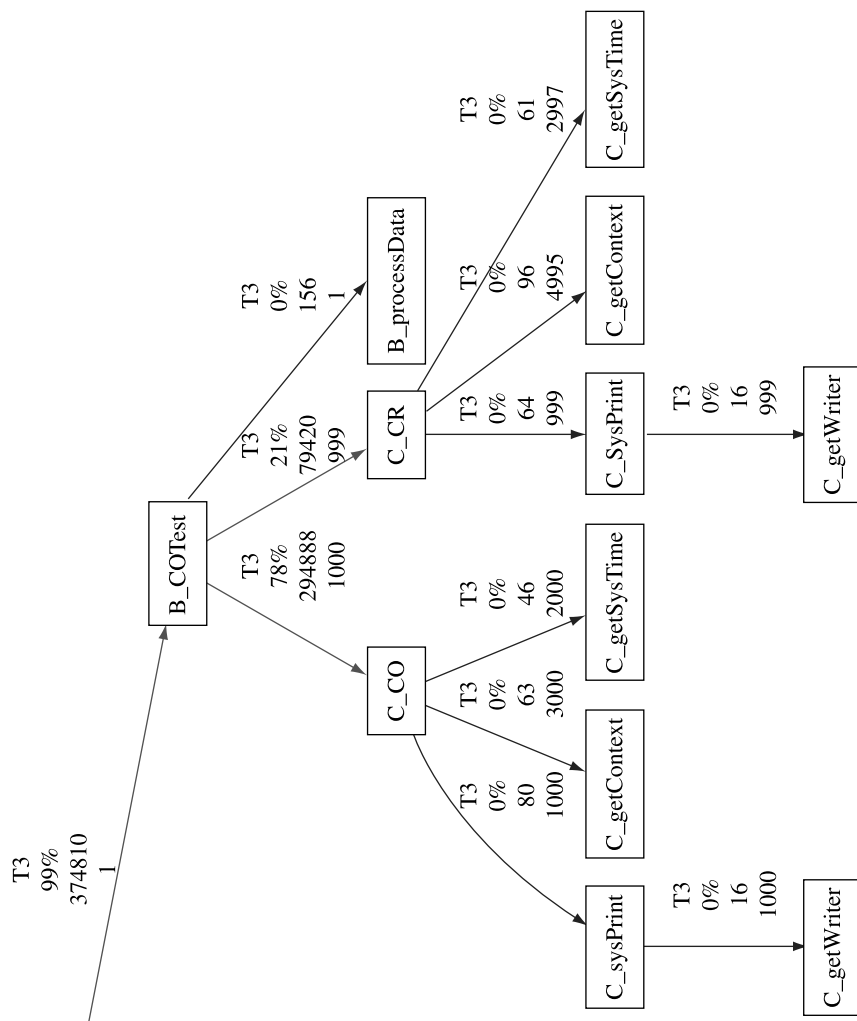 T3
99%
374810
1
B_COTest
T3
78%
294888
1000
T3
21%
79420
999
T3
0%
156
1
C_CO
C_CR
B_processData
T3
0%
80
1000
T3
0%
63
3000
T3
0%
46
2000
T3
0%
64
999
T3
0%
96
4995
T3
0%
61
2997
C_sysPrint
C_getContext
C_getSysTime
C_SysPrint
C_getContext
C_getSysTime
T3
0%
16
1000
T3
0%
16
999
C_getWriter
C_getWriter